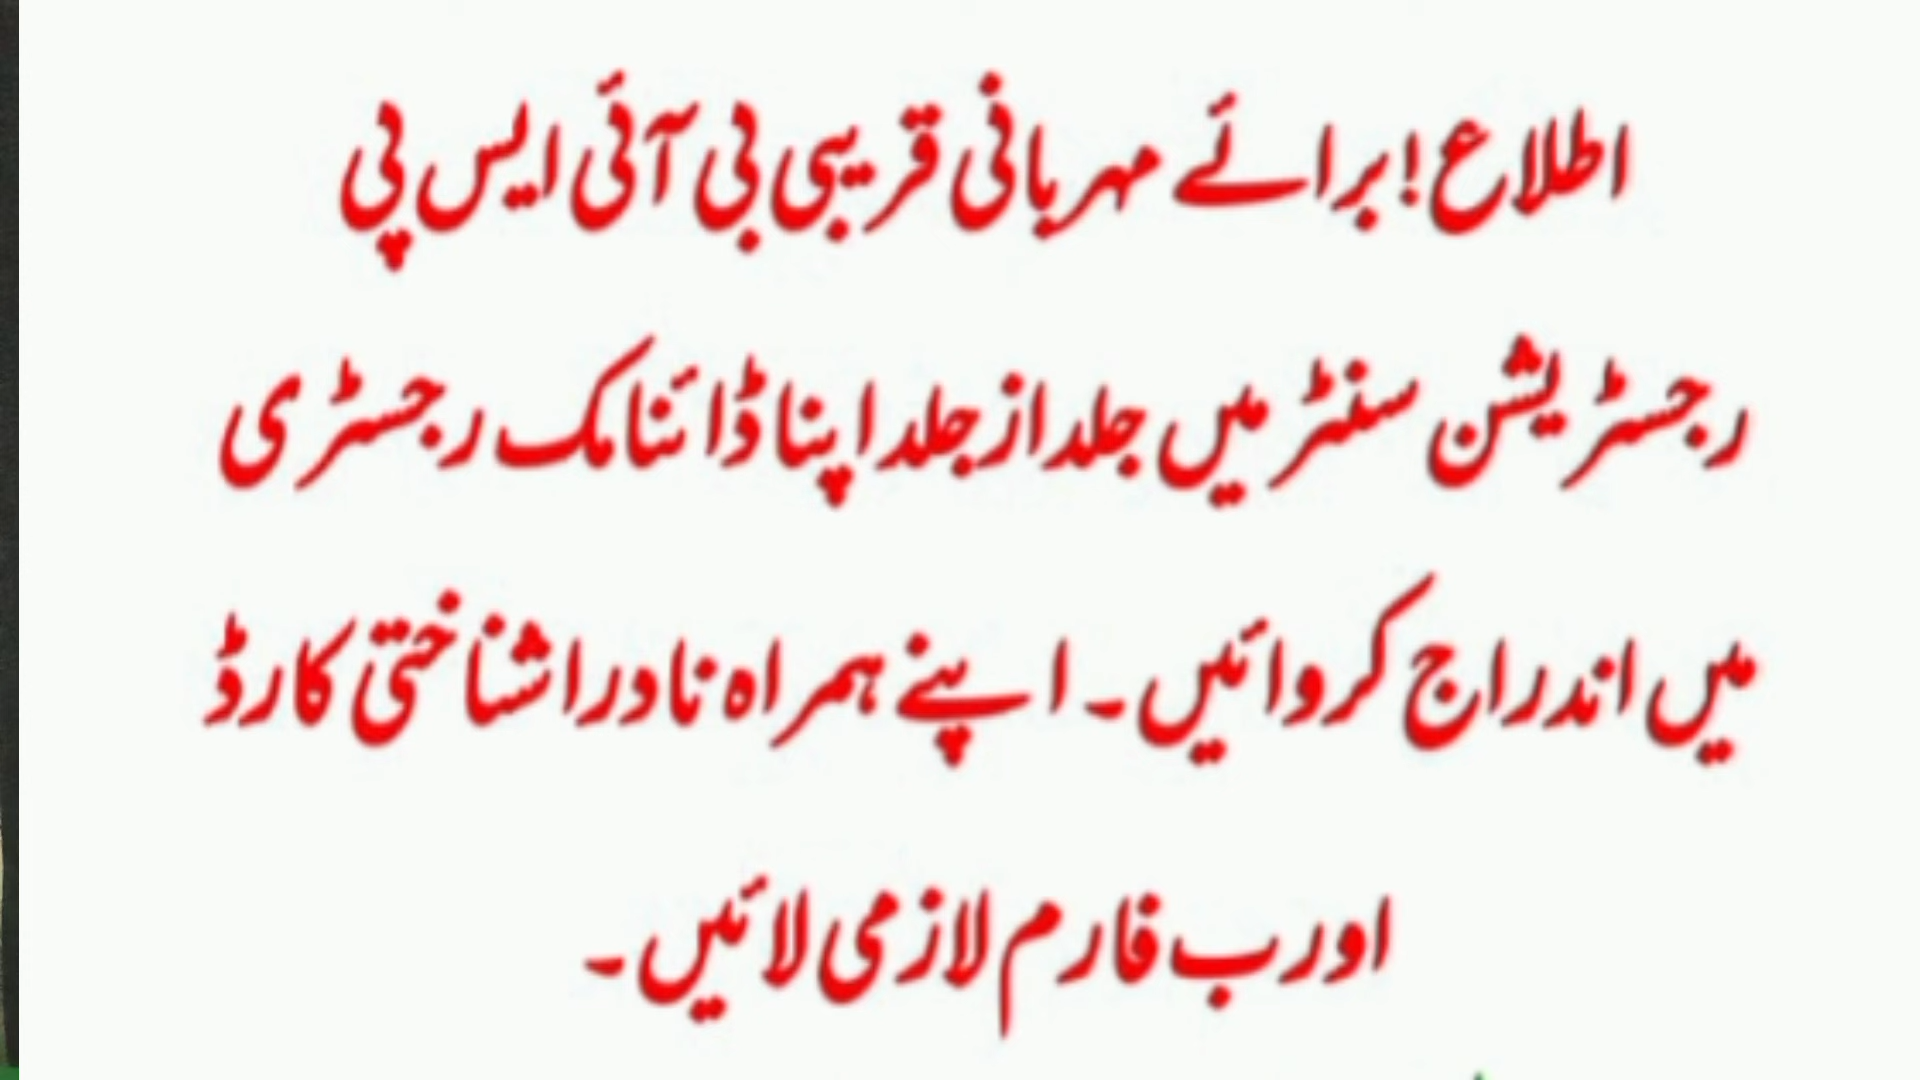 اطلاع! برائے مہربانی قریبی بی آئی ایس پی
رجسٹریشن سنٹر میں جلد از جلد اپنا ڈائنامک رجسٹری
میں اندراج کروائیں۔ اپنے ہمراہ نادرا شناختی کارڈ
اور ب فارم لازمی لائیں۔